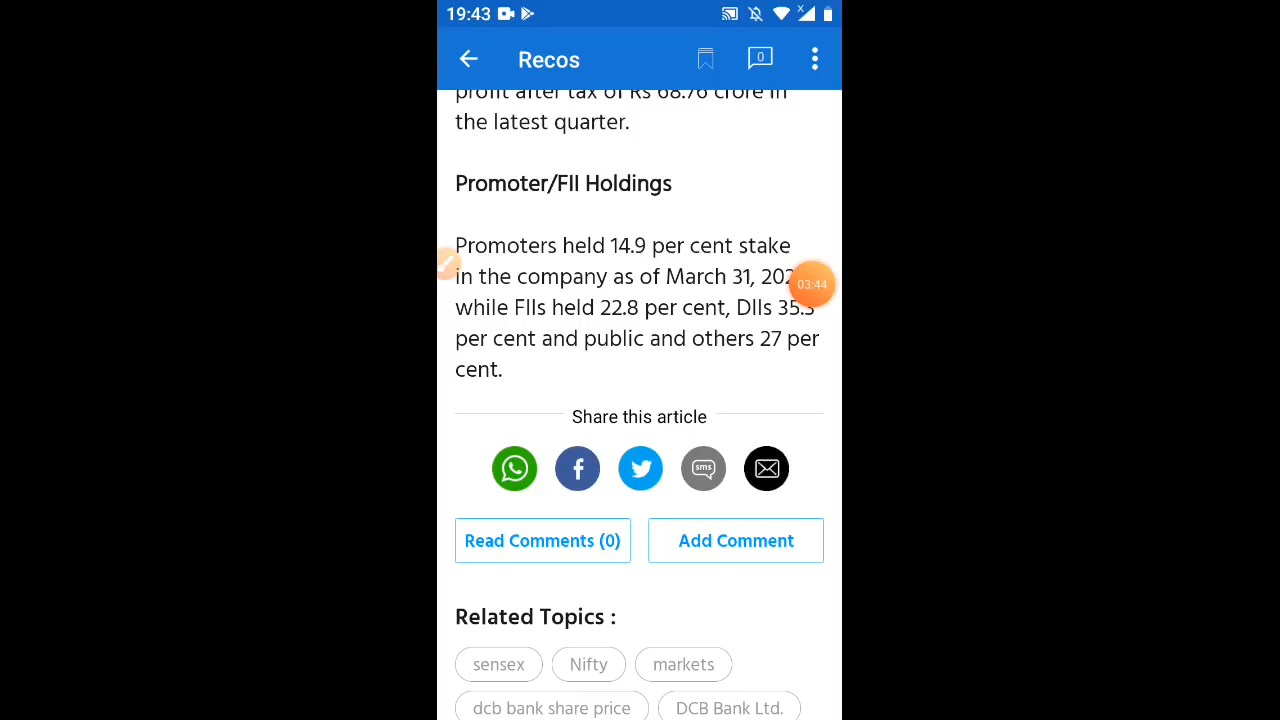 19:43
Recos
0
profit after tax of Rs 68.76 crore in
the latest quarter.
Promoter/FII Holdings
Promoters held 14.9 per cent stake
in the company as of March 31,
03:44
while FIIs held 22.8 per cent, DIIs 35.3
per cent and public and others 27 per
cent.
Share this article
sms
Read Comments (0)
Add Comment
Related Topics :
sensex
Nifty
markets
dcb bank share price
DCB Bank Ltd.